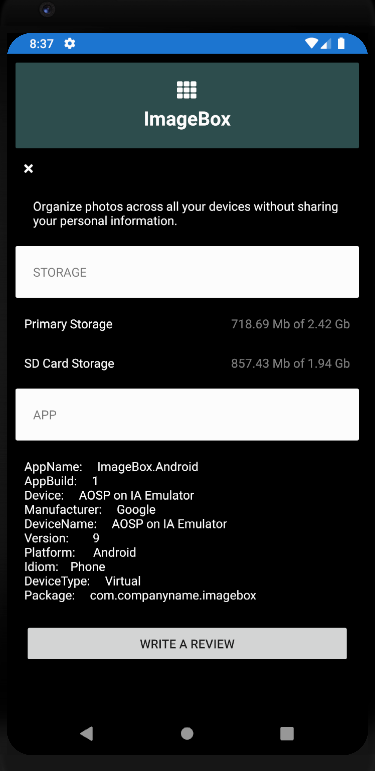 8:37
ImageBox
×
Organize photos across all your devices without sharing
your personal information.
STORAGE
Primary Storage 718.69 Mb of 2.42 Gb
SD Card Storage 857.43 Mb of 1.94 Gb
APP
AppName: ImageBox.Android
AppBuild: 1
Device: AOSP on IA Emulator
Manufacturer: Google
DeviceName: AOSP on IA Emulator
Version: 9
Platform: Android
Idiom: Phone
DeviceType: Virtual
Package: com.companyname.imagebox
WRITE A REVIEW